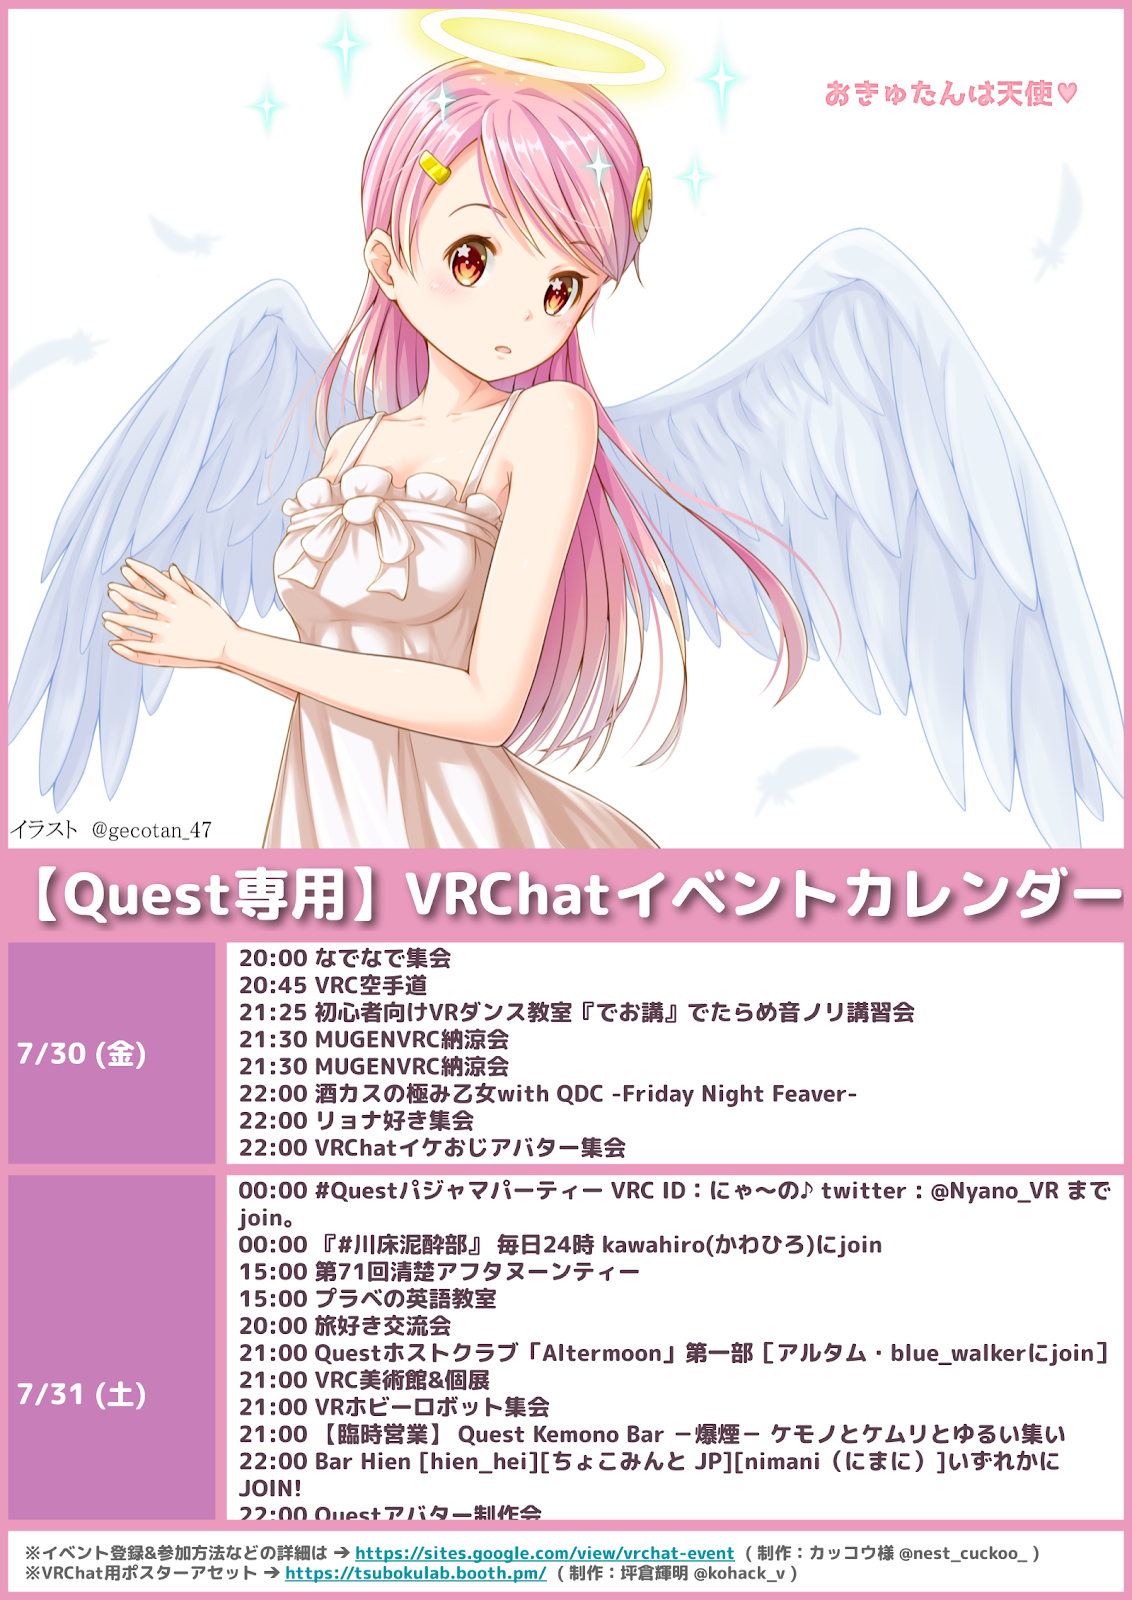 おきゅたんは天使♥
イラスト @gecotan_47
【Quest専用】VRChatイベントカレンダー
7/30 (金)
20:00 なでなで集会
20:45 VRC空手道
21:25 初心者向けVRダンス教室『でお講』でたらめ音ノリ講習会
21:30 MUGENVRC納涼会
21:30 MUGENVRC納涼会
22:00 酒カスの極み乙女with QDC -Friday Night Feaver-
22:00 リョナ好き集会
22:00 VRChatイケおじアバター集会
7/31 (土)
00:00 #Questパジャマパーティー VRC ID：にゃ～の♪ twitter : @Nyano_VR まで
join。
00:00 『#川床泥酔部』 毎日24時 kawahiro(かわひろ)にjoin
15:00 第71回清楚アフタヌーンティー
15:00 プラベの英語教室
20:00 旅好き交流会
21:00 Questホストクラブ「Altermoon」第一部［アルタム・blue_walkerにjoin］
21:00 VRC美術館&個展
21:00 VRホビーロボット集会
21:00 【臨時営業】 Quest Kemono Bar －爆煙－ ケモノとケムリとゆるい集い
22:00 Bar Hien [hien_hei][ちょこみんと JP][nimani（にまに）]いずれかに
JOIN!
22:00 Questアバター制作会
※イベント登録&参加方法などの詳細は → https://sites.google.com/view/vrchat-event ( 制作：カッコウ様 @nest_cuckoo_ )
※VRChat用ポスターアセット → https://tsubokulab.booth.pm/ ( 制作：坪倉輝明 @kohack_v )